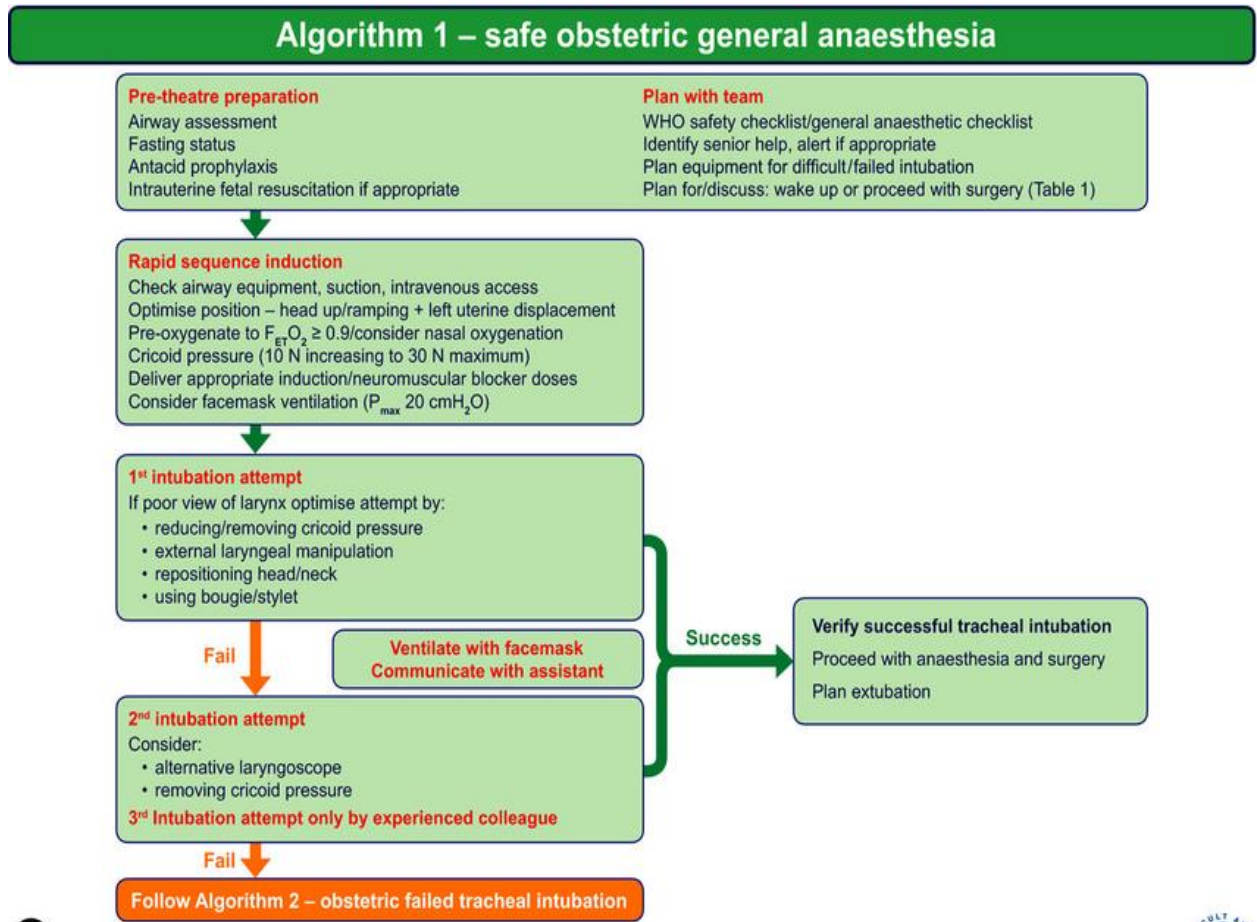 Algorithm 1 – safe obstetric general anaesthesia
Pre-theatre preparation
Airway assessment
Fasting status
Antacid prophylaxis
Intrauterine fetal resuscitation if appropriate
Plan with team
WHO safety checklist/general anaesthetic checklist
Identify senior help, alert if appropriate
Plan equipment for difficult/failed intubation
Plan for/discuss: wake up or proceed with surgery (Table 1)
Rapid sequence induction
Check airway equipment, suction, intravenous access
Optimise position – head up/ramping + left uterine displacement
Pre-oxygenate to FETO2 ≥ 0.9/consider nasal oxygenation
Cricoid pressure (10 N increasing to 30 N maximum)
Deliver appropriate induction/neuromuscular blocker doses
Consider facemask ventilation (Pmax 20 cmH2O)
1st intubation attempt
If poor view of larynx optimise attempt by:
• reducing/removing cricoid pressure
• external laryngeal manipulation
• repositioning head/neck
• using bougie/stylet
Fail
Ventilate with facemask
Communicate with assistant
Success
Verify successful tracheal intubation
Proceed with anaesthesia and surgery
Plan extubation
2nd intubation attempt
Consider:
• alternative laryngoscope
• removing cricoid pressure
3rd Intubation attempt only by experienced colleague
Fail
Follow Algorithm 2 – obstetric failed tracheal intubation